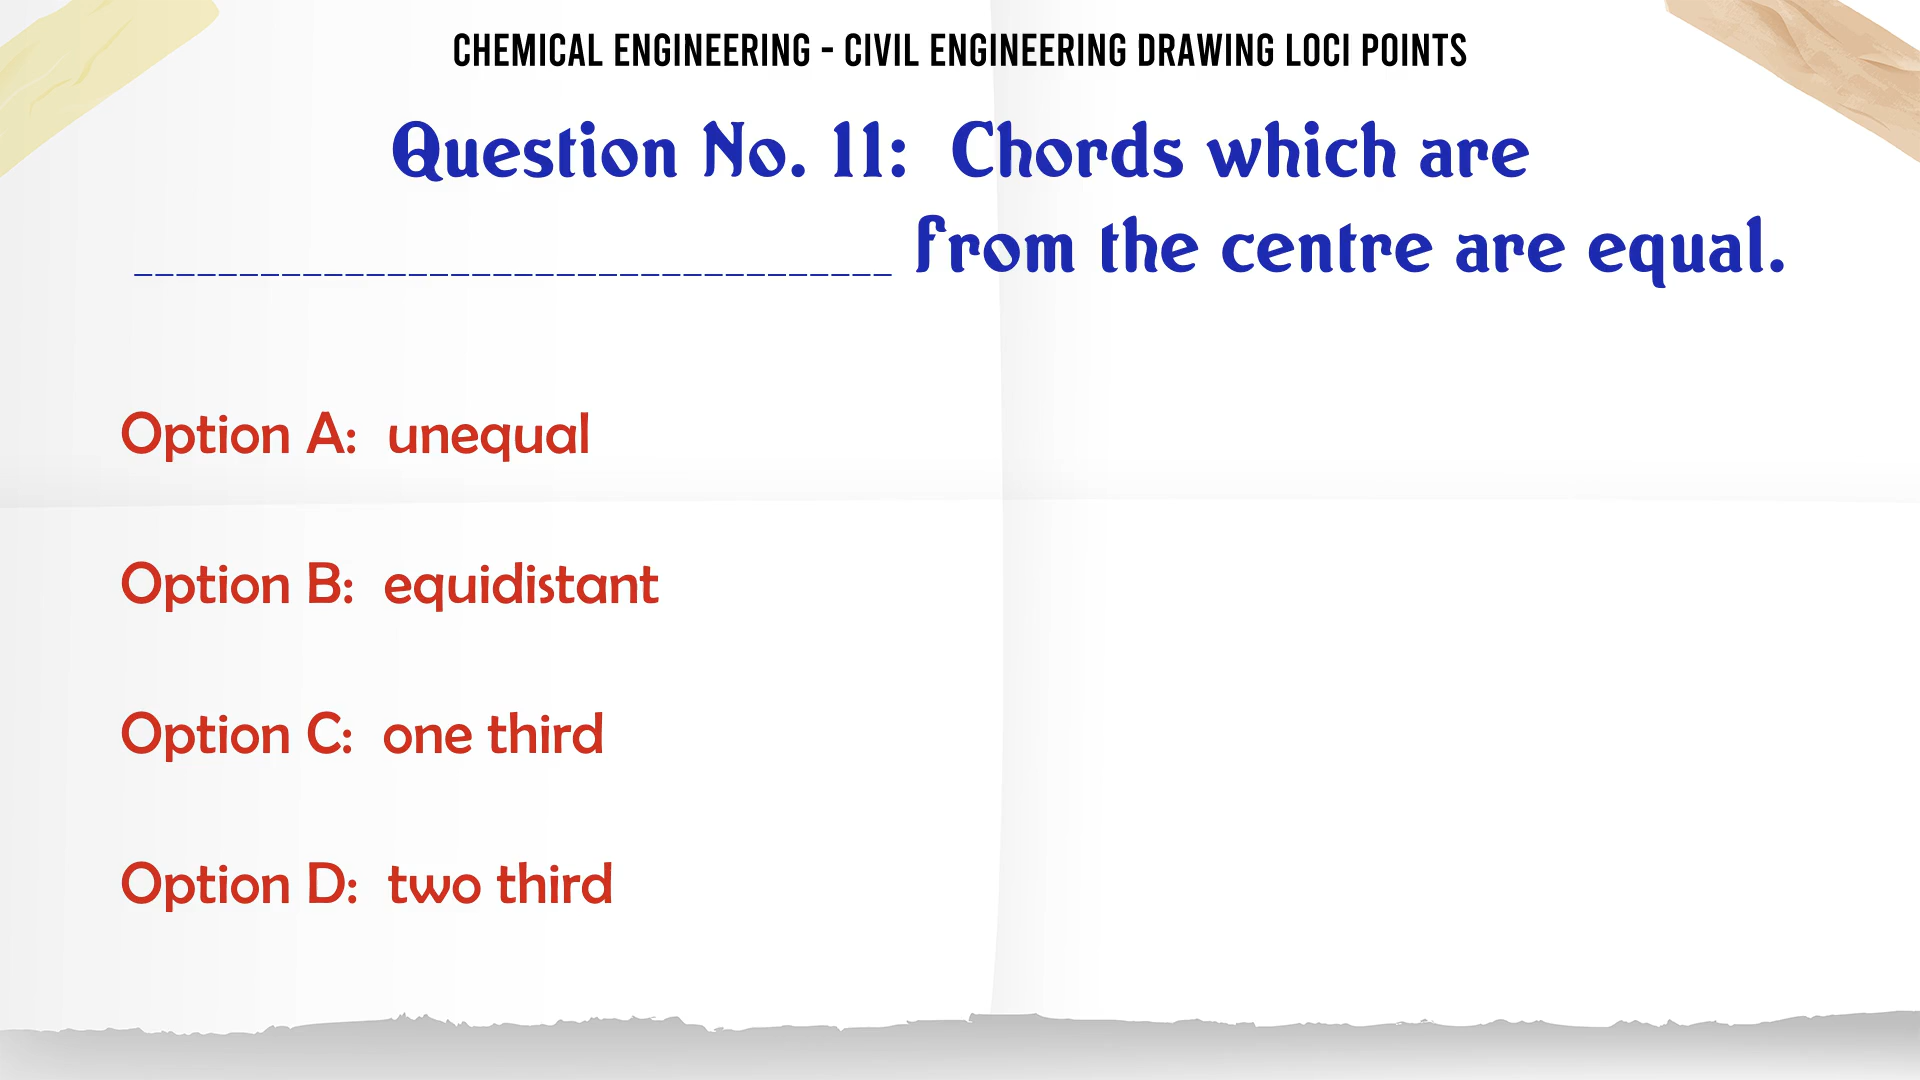 CHEMICAL ENGINEERING - CIVIL ENGINEERING DRAWING LOCI POINTS
Question No. 11: Chords which are
____________________________________ from the centre are equal.
Option A: unequal
Option B: equidistant
Option C: one third
Option D: two third